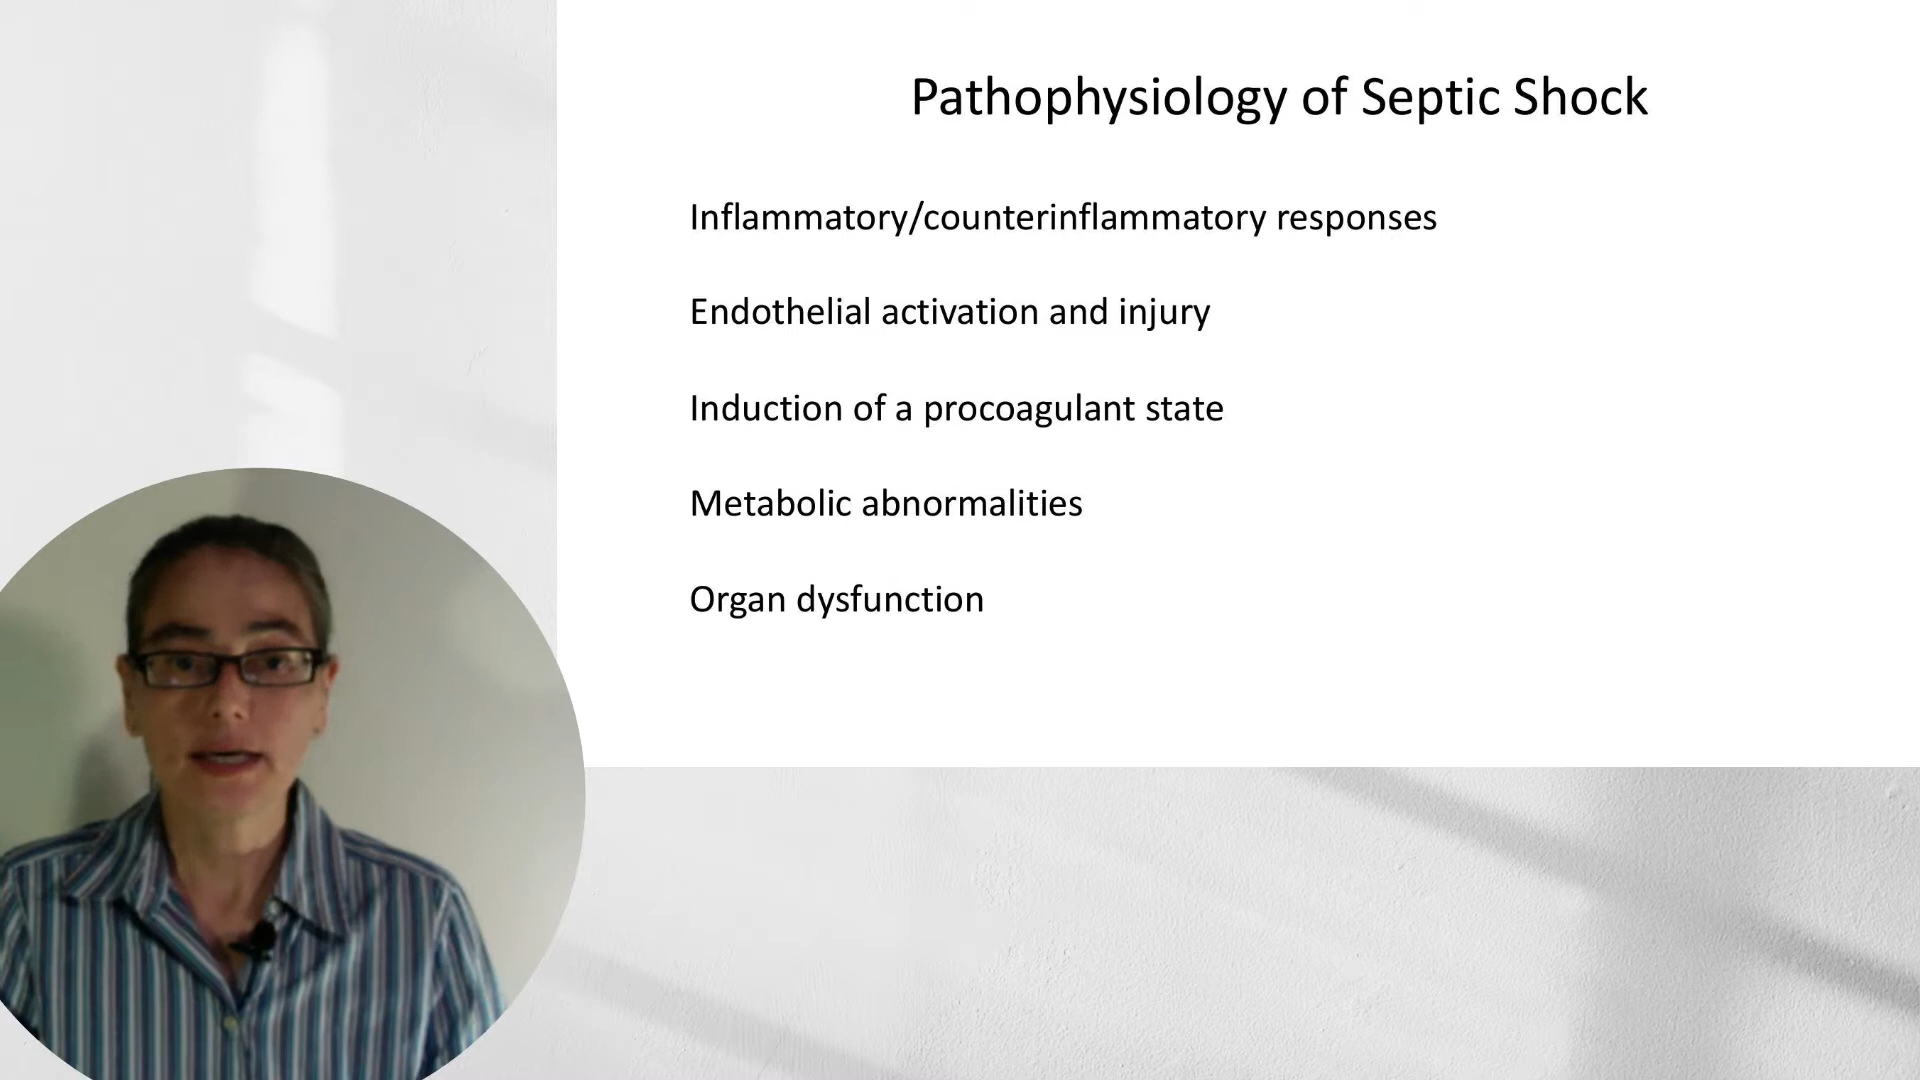 Pathophysiology of Septic Shock
Inflammatory/counterinflammatory responses
Endothelial activation and injury
Induction of a procoagulant state
Metabolic abnormalities
Organ dysfunction